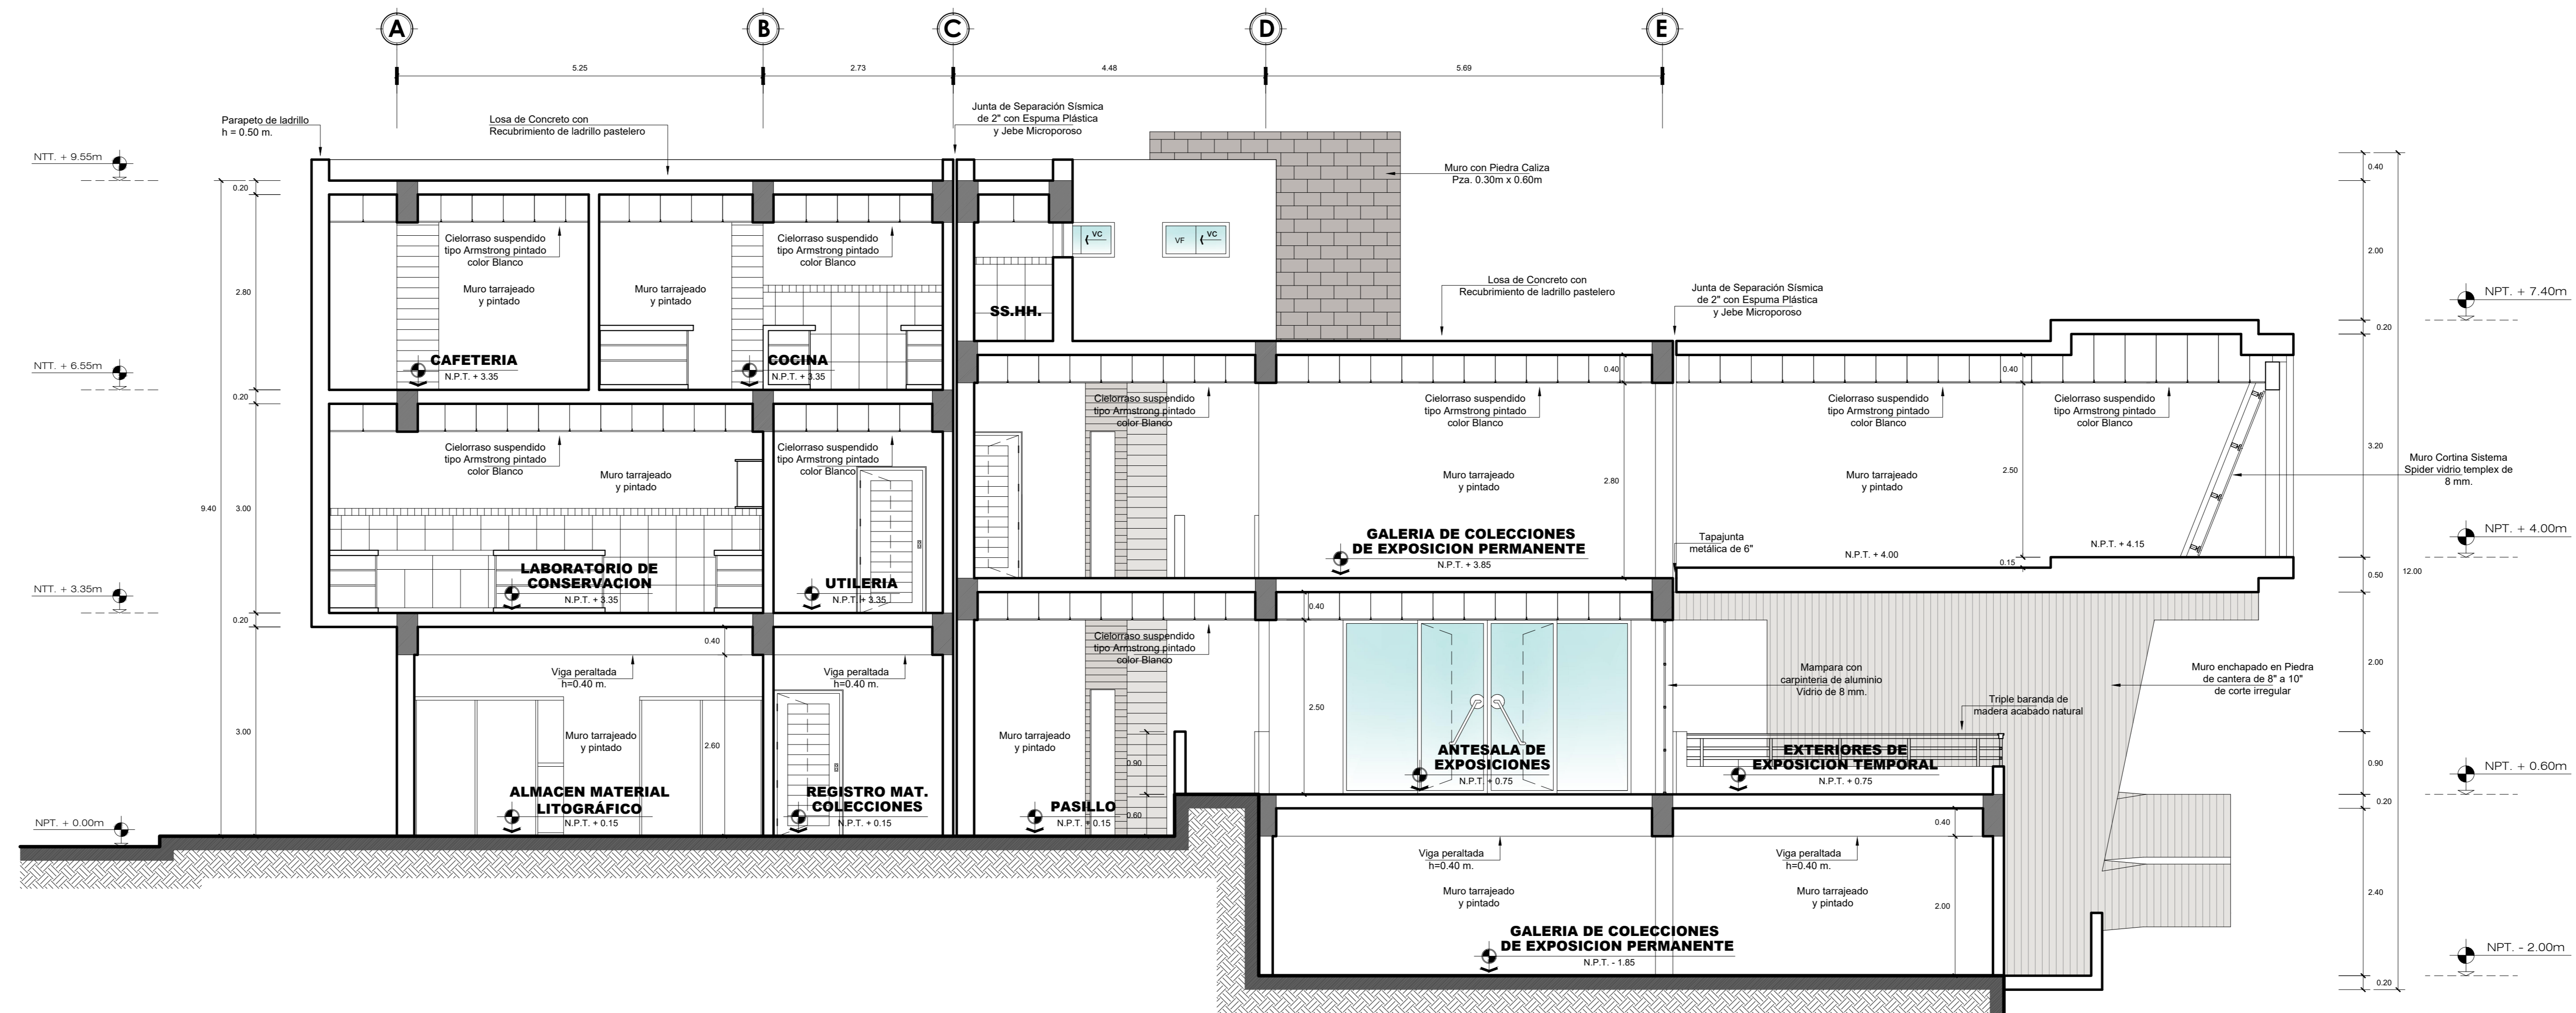 A
B
C
D
E
5.25
2.73
4.48
5.69
Parapeto de ladrillo
h = 0.50 m.
Losa de Concreto con
Recubrimiento de ladrillo pastelero
Junta de Separación Sísmica
de 2" con Espuma Plástica
y Jebe Microporoso
Muro con Piedra Caliza
Pza. 0.30m x 0.60m
Losa de Concreto con
Recubrimiento de ladrillo pastelero
Junta de Separación Sísmica
de 2" con Espuma Plástica
y Jebe Microporoso
NTT. + 9.55m
NTT. + 6.55m
NTT. + 3.35m
NPT. + 0.00m
9.40
0.20
2.80
0.20
3.00
0.20
3.00
Cielorraso suspendido
tipo Armstrong pintado
color Blanco
Muro tarrajeado
y pintado
CAFETERIA
N.P.T. + 3.35
Muro tarrajeado
y pintado
Cielorraso suspendido
tipo Armstrong pintado
color Blanco
COCINA
N.P.T. + 3.35
SS.HH.
VC
VF
VC
Cielorraso suspendido
tipo Armstrong pintado
color Blanco
Muro tarrajeado
y pintado
LABORATORIO DE
CONSERVACION
N.P.T. + 3.35
Cielorraso suspendido
tipo Armstrong pintado
color Blanco
UTILERIA
N.P.T. + 3.35
Cielorraso suspendido
tipo Armstrong pintado
color Blanco
Cielorraso suspendido
tipo Armstrong pintado
color Blanco
0.40
2.80
Muro tarrajeado
y pintado
GALERIA DE COLECCIONES
DE EXPOSICION PERMANENTE
N.P.T. + 3.85
Tapajunta
metálica de 6"
Cielorraso suspendido
tipo Armstrong pintado
color Blanco
Cielorraso suspendido
tipo Armstrong pintado
color Blanco
0.40
2.50
0.15
Muro tarrajeado
y pintado
N.P.T. + 4.00
N.P.T. + 4.15
Muro Cortina Sistema
Spider vidrio templex de
8 mm.
Viga peraltada
h=0.40 m.
0.40
2.60
Muro tarrajeado
y pintado
ALMACEN MATERIAL
LITOGRÁFICO
N.P.T. + 0.15
Viga peraltada
h=0.40 m.
REGISTRO MAT.
COLECCIONES
N.P.T. + 0.15
Cielorraso suspendido
tipo Armstrong pintado
color Blanco
Muro tarrajeado
y pintado
PASILLO
N.P.T. + 0.15
0.90
0.60
0.40
2.50
ANTESALA DE
EXPOSICIONES
N.P.T. + 0.75
Mampara con
carpinteria de aluminio
Vidrio de 8 mm.
Triple baranda de
madera acabado natural
EXTERIORES DE
EXPOSICION TEMPORAL
N.P.T. + 0.75
Muro enchapado en Piedra
de cantera de 8" a 10"
de corte irregular
Viga peraltada
h=0.40 m.
Muro tarrajeado
y pintado
Viga peraltada
h=0.40 m.
Muro tarrajeado
y pintado
0.40
2.00
GALERIA DE COLECCIONES
DE EXPOSICION PERMANENTE
N.P.T. - 1.85
0.40
2.00
0.20
3.20
0.50
2.00
0.90
0.20
2.40
0.20
12.00
NPT. + 7.40m
NPT. + 4.00m
NPT. + 0.60m
NPT. - 2.00m